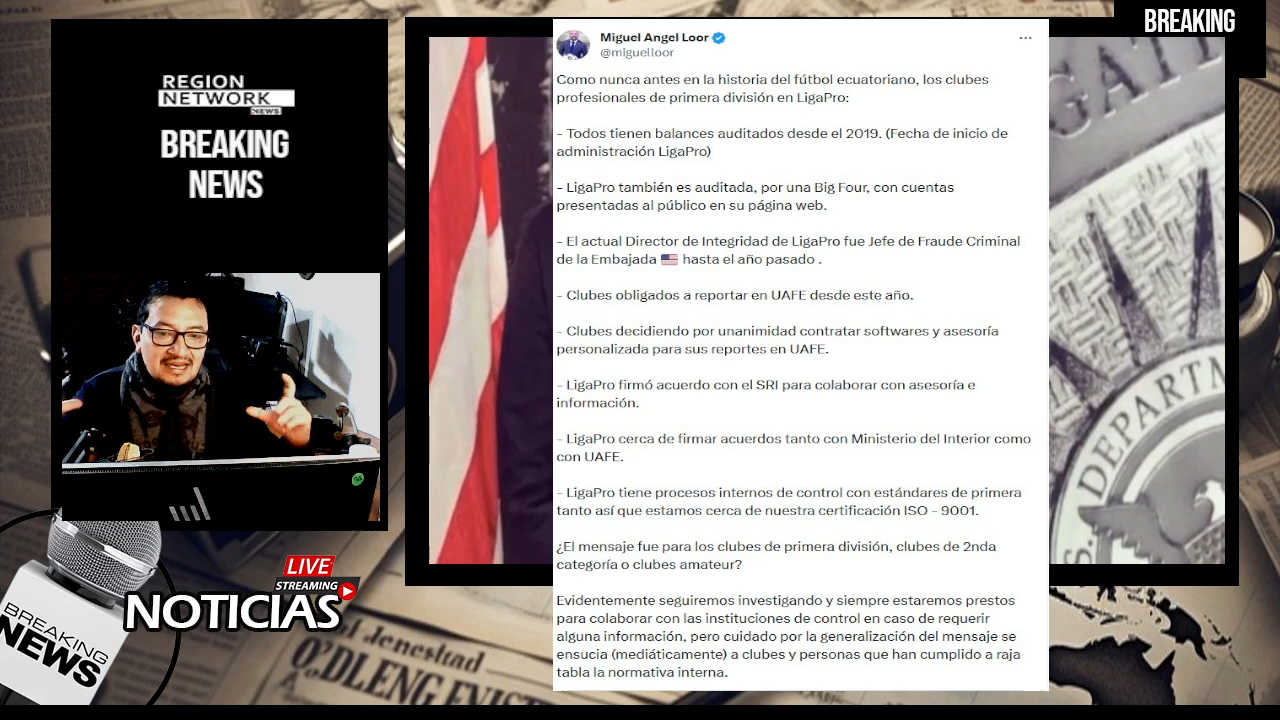 BREAKING
REGION
NETWORK
NEWS
BREAKING
NEWS
Miguel Angel Loor
@miguelloor
Como nunca antes en la historia del fútbol ecuatoriano, los clubes
profesionales de primera división en LigaPro:
- Todos tienen balances auditados desde el 2019. (Fecha de inicio de
administración LigaPro)
- LigaPro también es auditada, por una Big Four, con cuentas
presentadas al público en su página web.
- El actual Director de Integridad de LigaPro fue Jefe de Fraude Criminal
de la Embajada 🇺🇸 hasta el año pasado .
- Clubes obligados a reportar en UAFE desde este año.
- Clubes decidiendo por unanimidad contratar softwares y asesoría
personalizada para sus reportes en UAFE.
- LigaPro firmó acuerdo con el SRI para colaborar con asesoría e
información.
- LigaPro cerca de firmar acuerdos tanto con Ministerio del Interior como
con UAFE.
- LigaPro tiene procesos internos de control con estándares de primera
tanto así que estamos cerca de nuestra certificación ISO - 9001.
¿El mensaje fue para los clubes de primera división, clubes de 2nda
categoría o clubes amateur?
Evidentemente seguiremos investigando y siempre estaremos prestos
para colaborar con las instituciones de control en caso de requerir
alguna información, pero cuidado por la generalización del mensaje se
ensucia (mediáticamente) a clubes y personas que han cumplido a raja
tabla la normativa interna.
LIVE
STREAMING
NOTICIAS
BREAKING
NEWS
S. DEPARTM